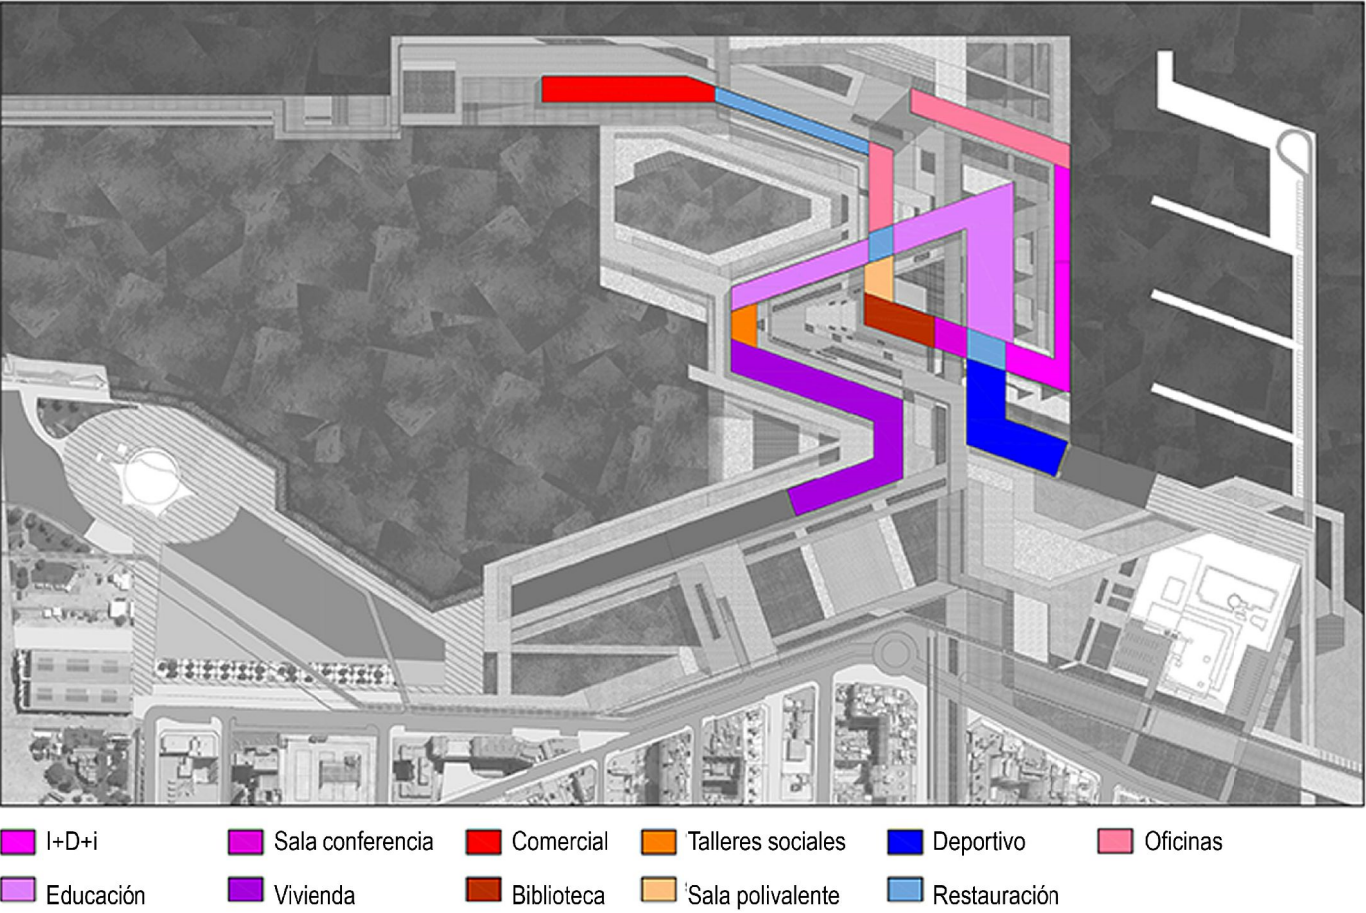 I+D+i Sala conferencia Comercial Talleres sociales Deportivo Oficinas
Educación Vivienda Biblioteca Sala polivalente Restauración